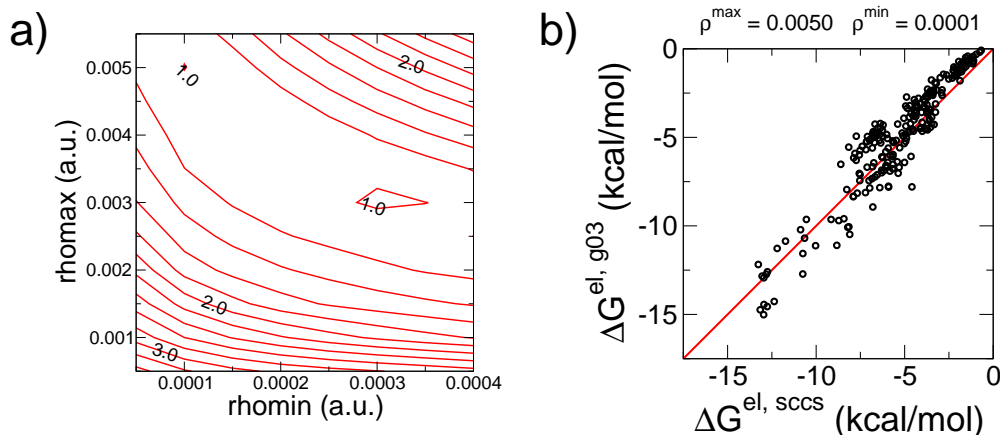 a)
rhomax (a.u.)
0.005
0.004
0.003
0.002
0.001
1.0
2.0
1.0
2.0
3.0
0.0001 0.0002 0.0003 0.0004
rhomin (a.u.)
b)
ρmax = 0.0050 ρmin = 0.0001
ΔGel, g03 (kcal/mol)
0
-5
-10
-15
-15 -10 -5 0
ΔGel, sccs (kcal/mol)